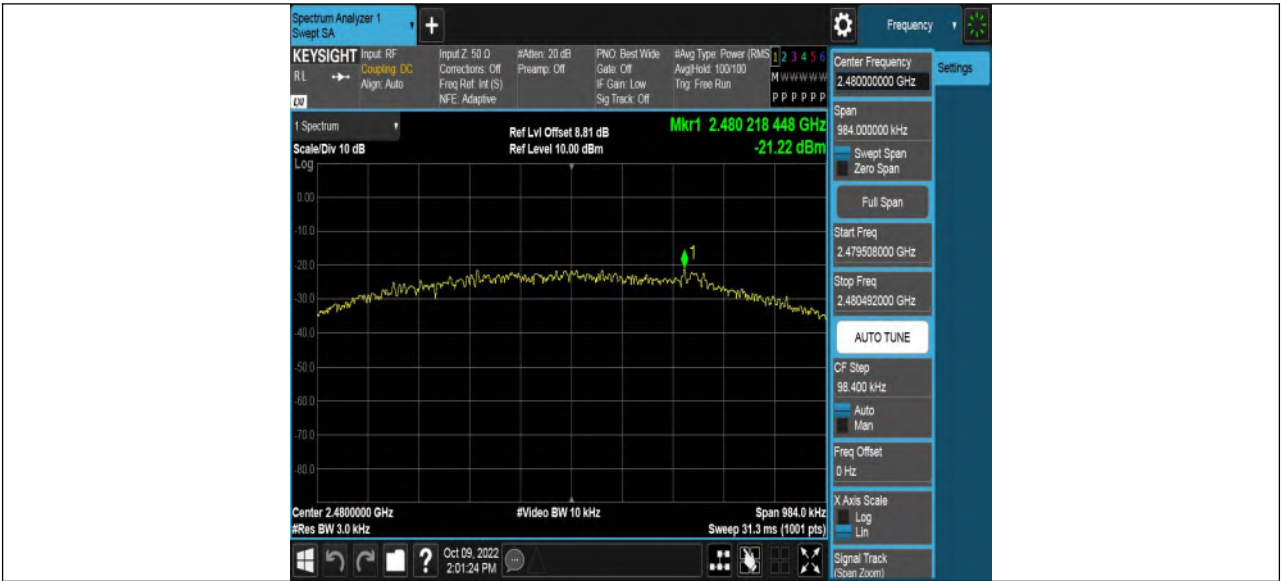 Spectrum Analyzer 1
Swept SA
+
Frequency
KEYSIGHT
RL
LXI
Input: RF
Coupling: DC
Align: Auto
Input Z: 50 Ω
Corrections: Off
Freq Ref: Int (S)
NFE: Adaptive
#Atten: 20 dB
Preamp: Off
PNO: Best Wide
Gate: Off
IF Gain: Low
Sig Track: Off
#Avg Type: Power (RMS
Avg|Hold: 100/100
Trig: Free Run
1 2 3 4 5 6
M W W W W W
P P P P P P
1 Spectrum
Scale/Div 10 dB
Log
Ref Lvl Offset 8.81 dB
Ref Level 10.00 dBm
Mkr1 2.480 218 448 GHz
-21.22 dBm
0.00
-10.0
-20.0
-30.0
-40.0
-50.0
-60.0
-70.0
-80.0
1
Center 2.4800000 GHz
#Res BW 3.0 kHz
#Video BW 10 kHz
Span 984.0 kHz
Sweep 31.3 ms (1001 pts)
?
Oct 09, 2022
2:01:24 PM
Center Frequency
2.480000000 GHz
Settings
Span
984.000000 kHz
Swept Span
Zero Span
Full Span
Start Freq
2.479508000 GHz
Stop Freq
2.480492000 GHz
AUTO TUNE
CF Step
98.400 kHz
Auto
Man
Freq Offset
0 Hz
X Axis Scale
Log
Lin
Signal Track
(Span Zoom)